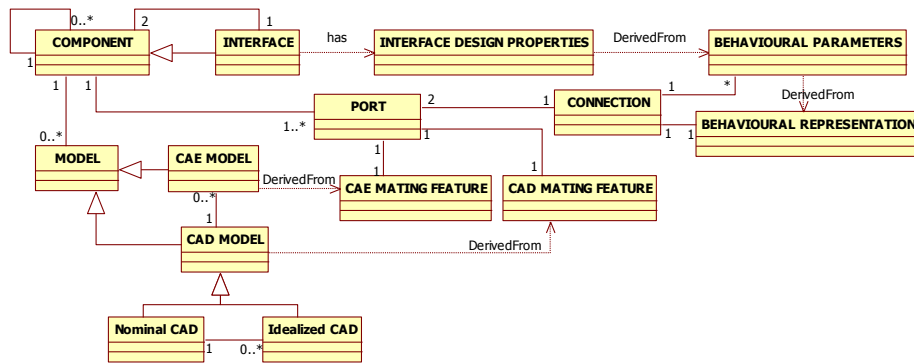 0..*
2
1
COMPONENT
INTERFACE
has
INTERFACE DESIGN PROPERTIES
DerivedFrom
BEHAVIOURAL PARAMETERS
1
1
1
1
*
DerivedFrom
PORT
2
1
CONNECTION
1..*
1
1
BEHAVIOURAL REPRESENTATION
0..*
1
1
MODEL
CAE MODEL
DerivedFrom
1
1
CAE MATING FEATURE
CAD MATING FEATURE
0..*
1
CAD MODEL
DerivedFrom
Nominal CAD
1
0..*
Idealized CAD